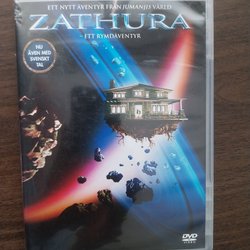 ETT NYTT ÄVENTYR FRÅN JUMANJIS VÄRLD
ZATHURA
- ETT RYMDÄVENTYR
NU
ÄVEN MED
SVENSKT
TAL
DVD